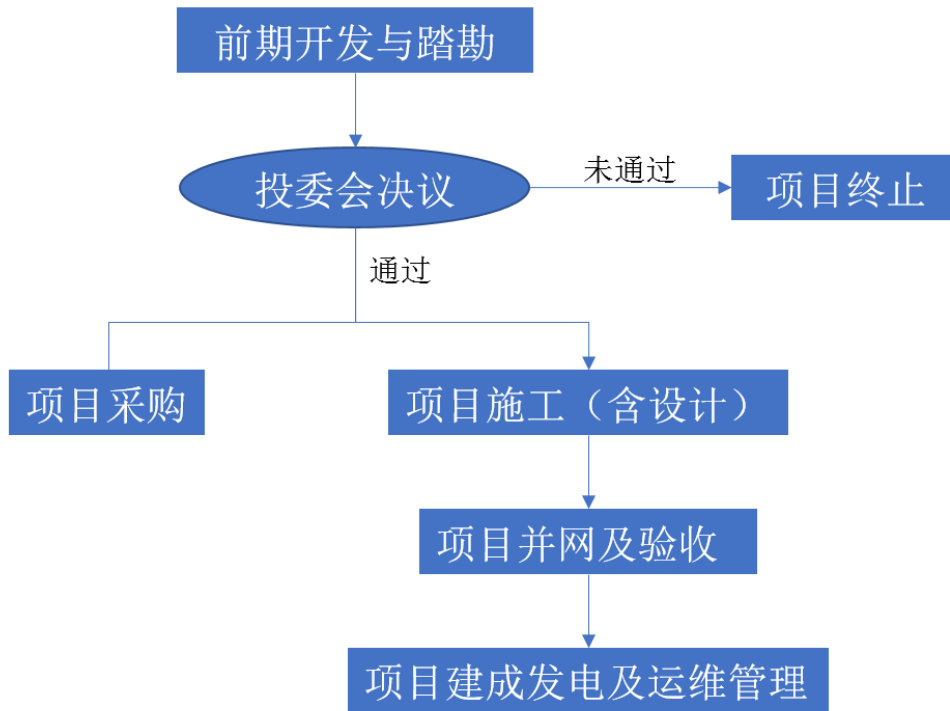 前期开发与踏勘
投委会决议
未通过
项目终止
通过
项目采购
项目施工（含设计）
项目并网及验收
项目建成发电及运维管理